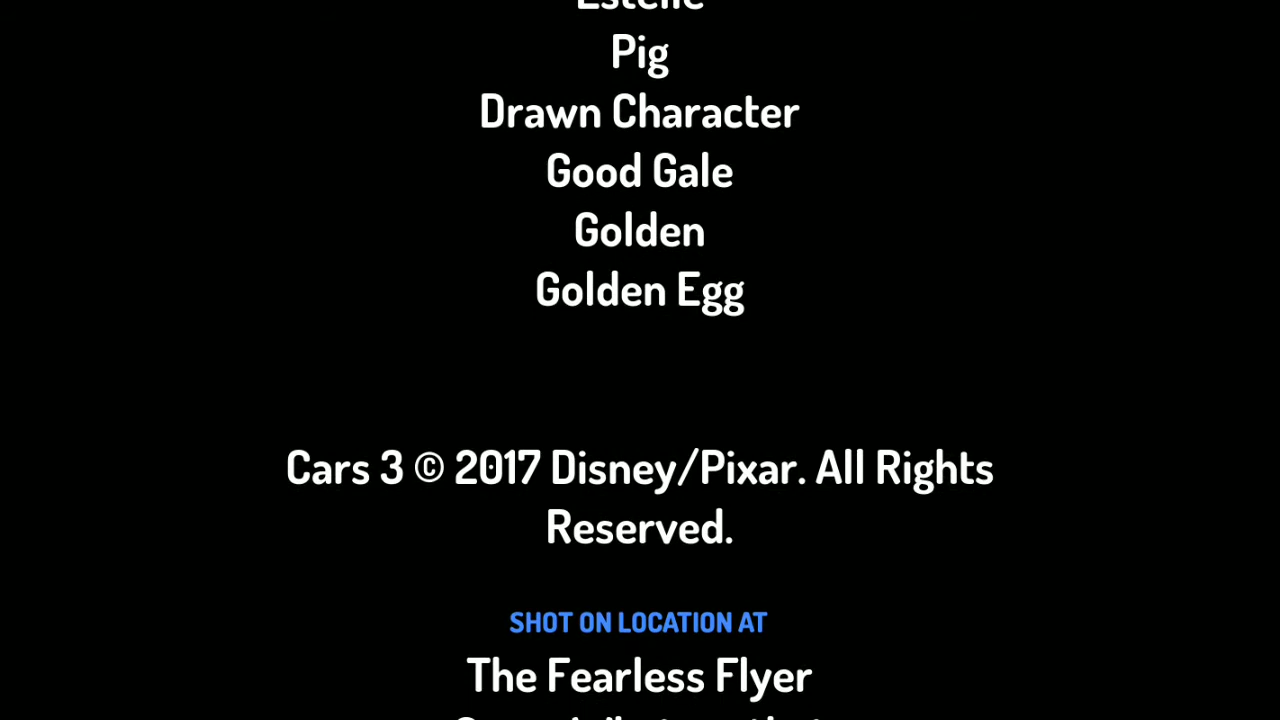 Estelle
Pig
Drawn Character
Good Gale
Golden
Golden Egg
Cars 3 © 2017 Disney/Pixar. All Rights
Reserved.
SHOT ON LOCATION AT
The Fearless Flyer